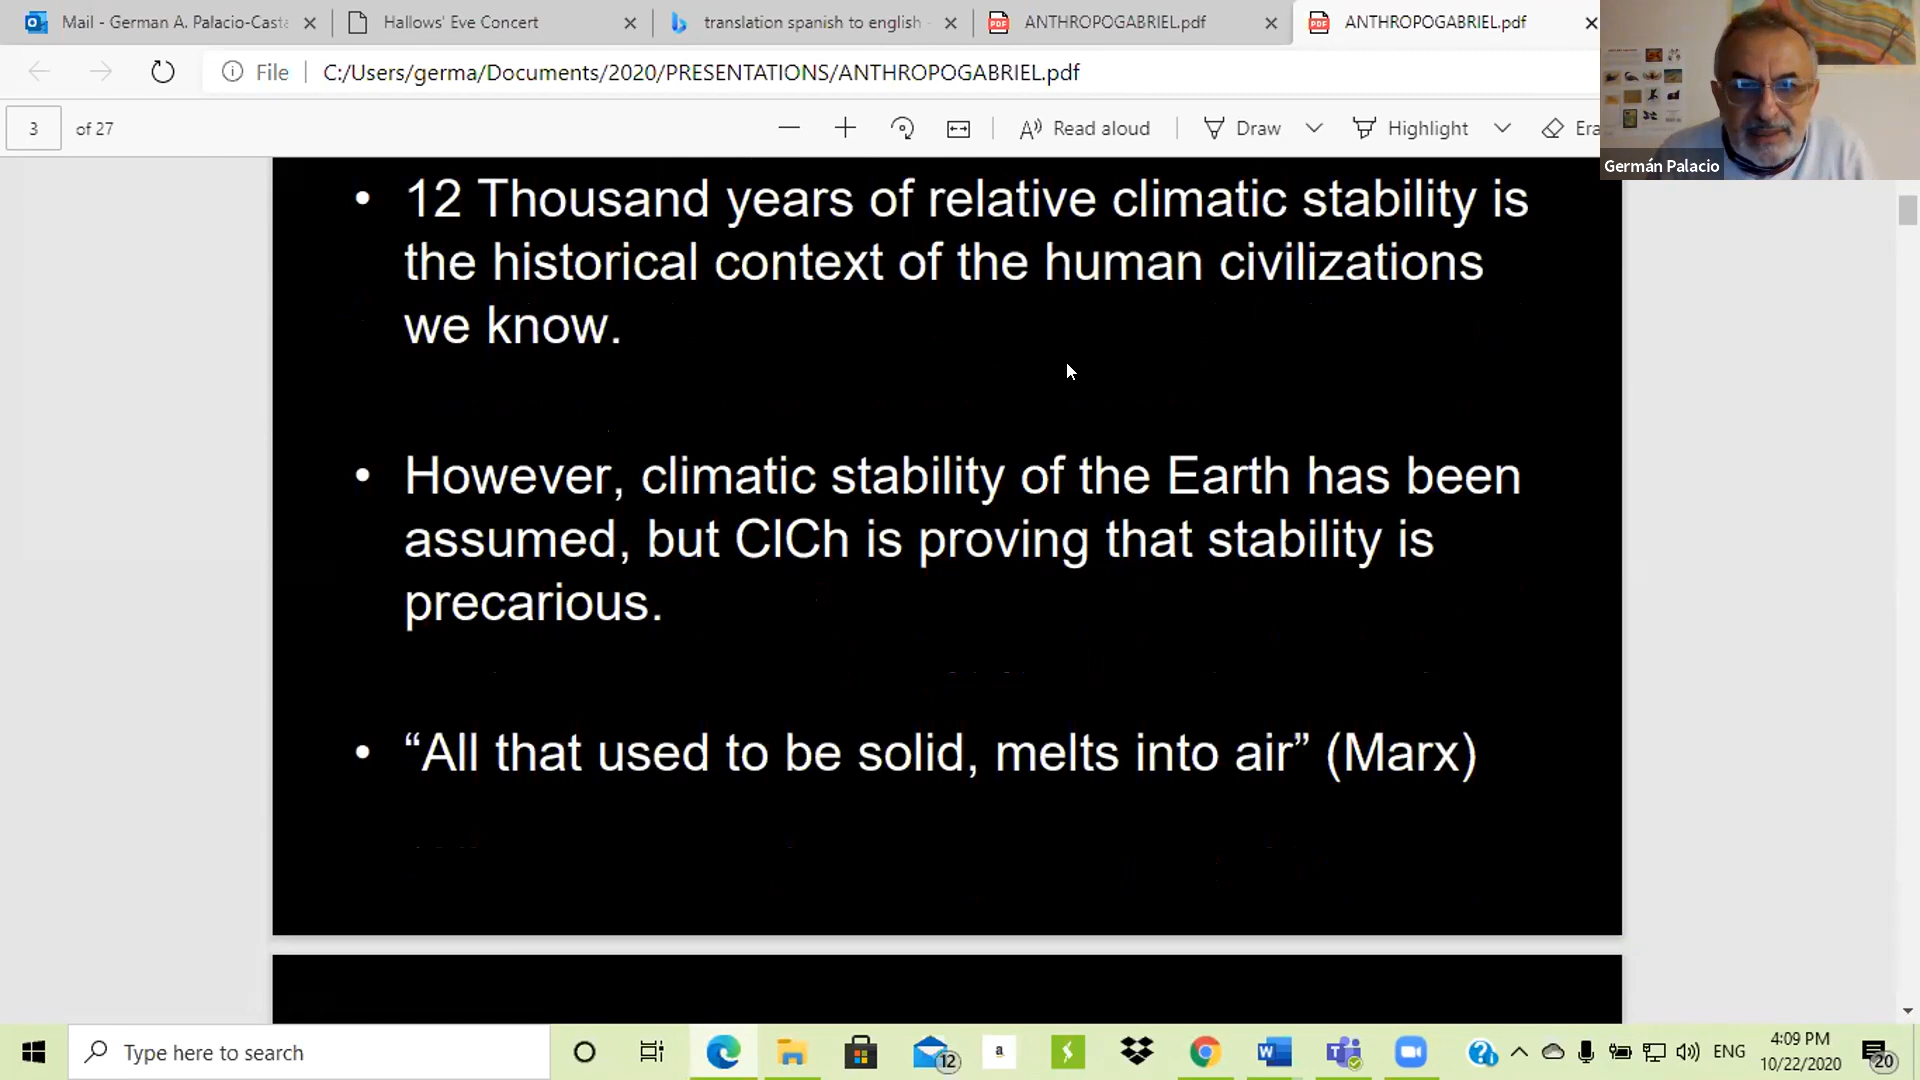 Mail - German A. Palacio-Casta
Hallows' Eve Concert
translation spanish to english -
ANTHROPOGABRIEL.pdf
ANTHROPOGABRIEL.pdf
File
C:/Users/germa/Documents/2020/PRESENTATIONS/ANTHROPOGABRIEL.pdf
3 of 27
Read aloud
Draw
Highlight
Era
Germán Palacio
• 12 Thousand years of relative climatic stability is
the historical context of the human civilizations
we know.
• However, climatic stability of the Earth has been
assumed, but ClCh is proving that stability is
precarious.
• “All that used to be solid, melts into air” (Marx)
Type here to search
12
a
ENG
4:09 PM
10/22/2020
20